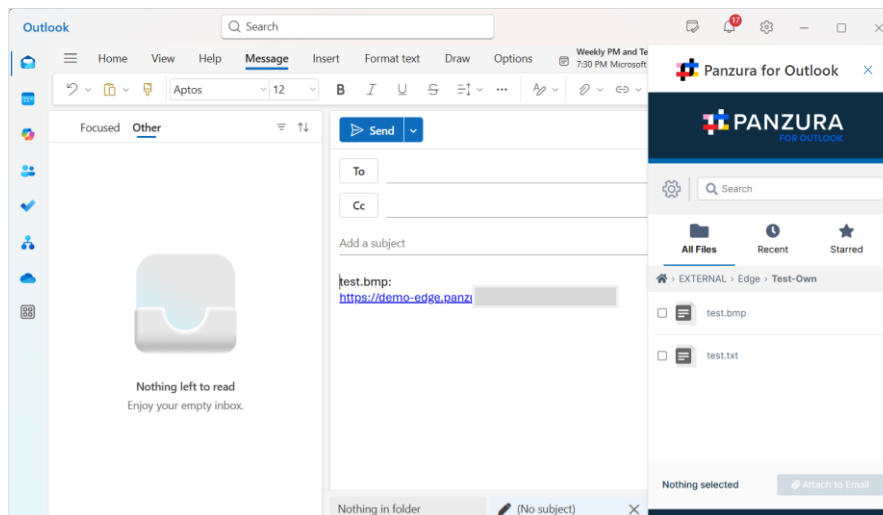 Outlook
Search
17
Home View Help Message Insert Format text Draw Options
Weekly PM and Te
7:30 PM Microsoft
Aptos 12 B I U S
Focused Other
Send
To
Cc
Add a subject
test.bmp:
https://demo-edge.panzu
Nothing left to read
Enjoy your empty inbox.
Nothing in folder
(No subject)
Panzura for Outlook
PANZURA
FOR OUTLOOK
Search
All Files Recent Starred
EXTERNAL › Edge › Test-Own
test.bmp
test.txt
Nothing selected
Attach to Email